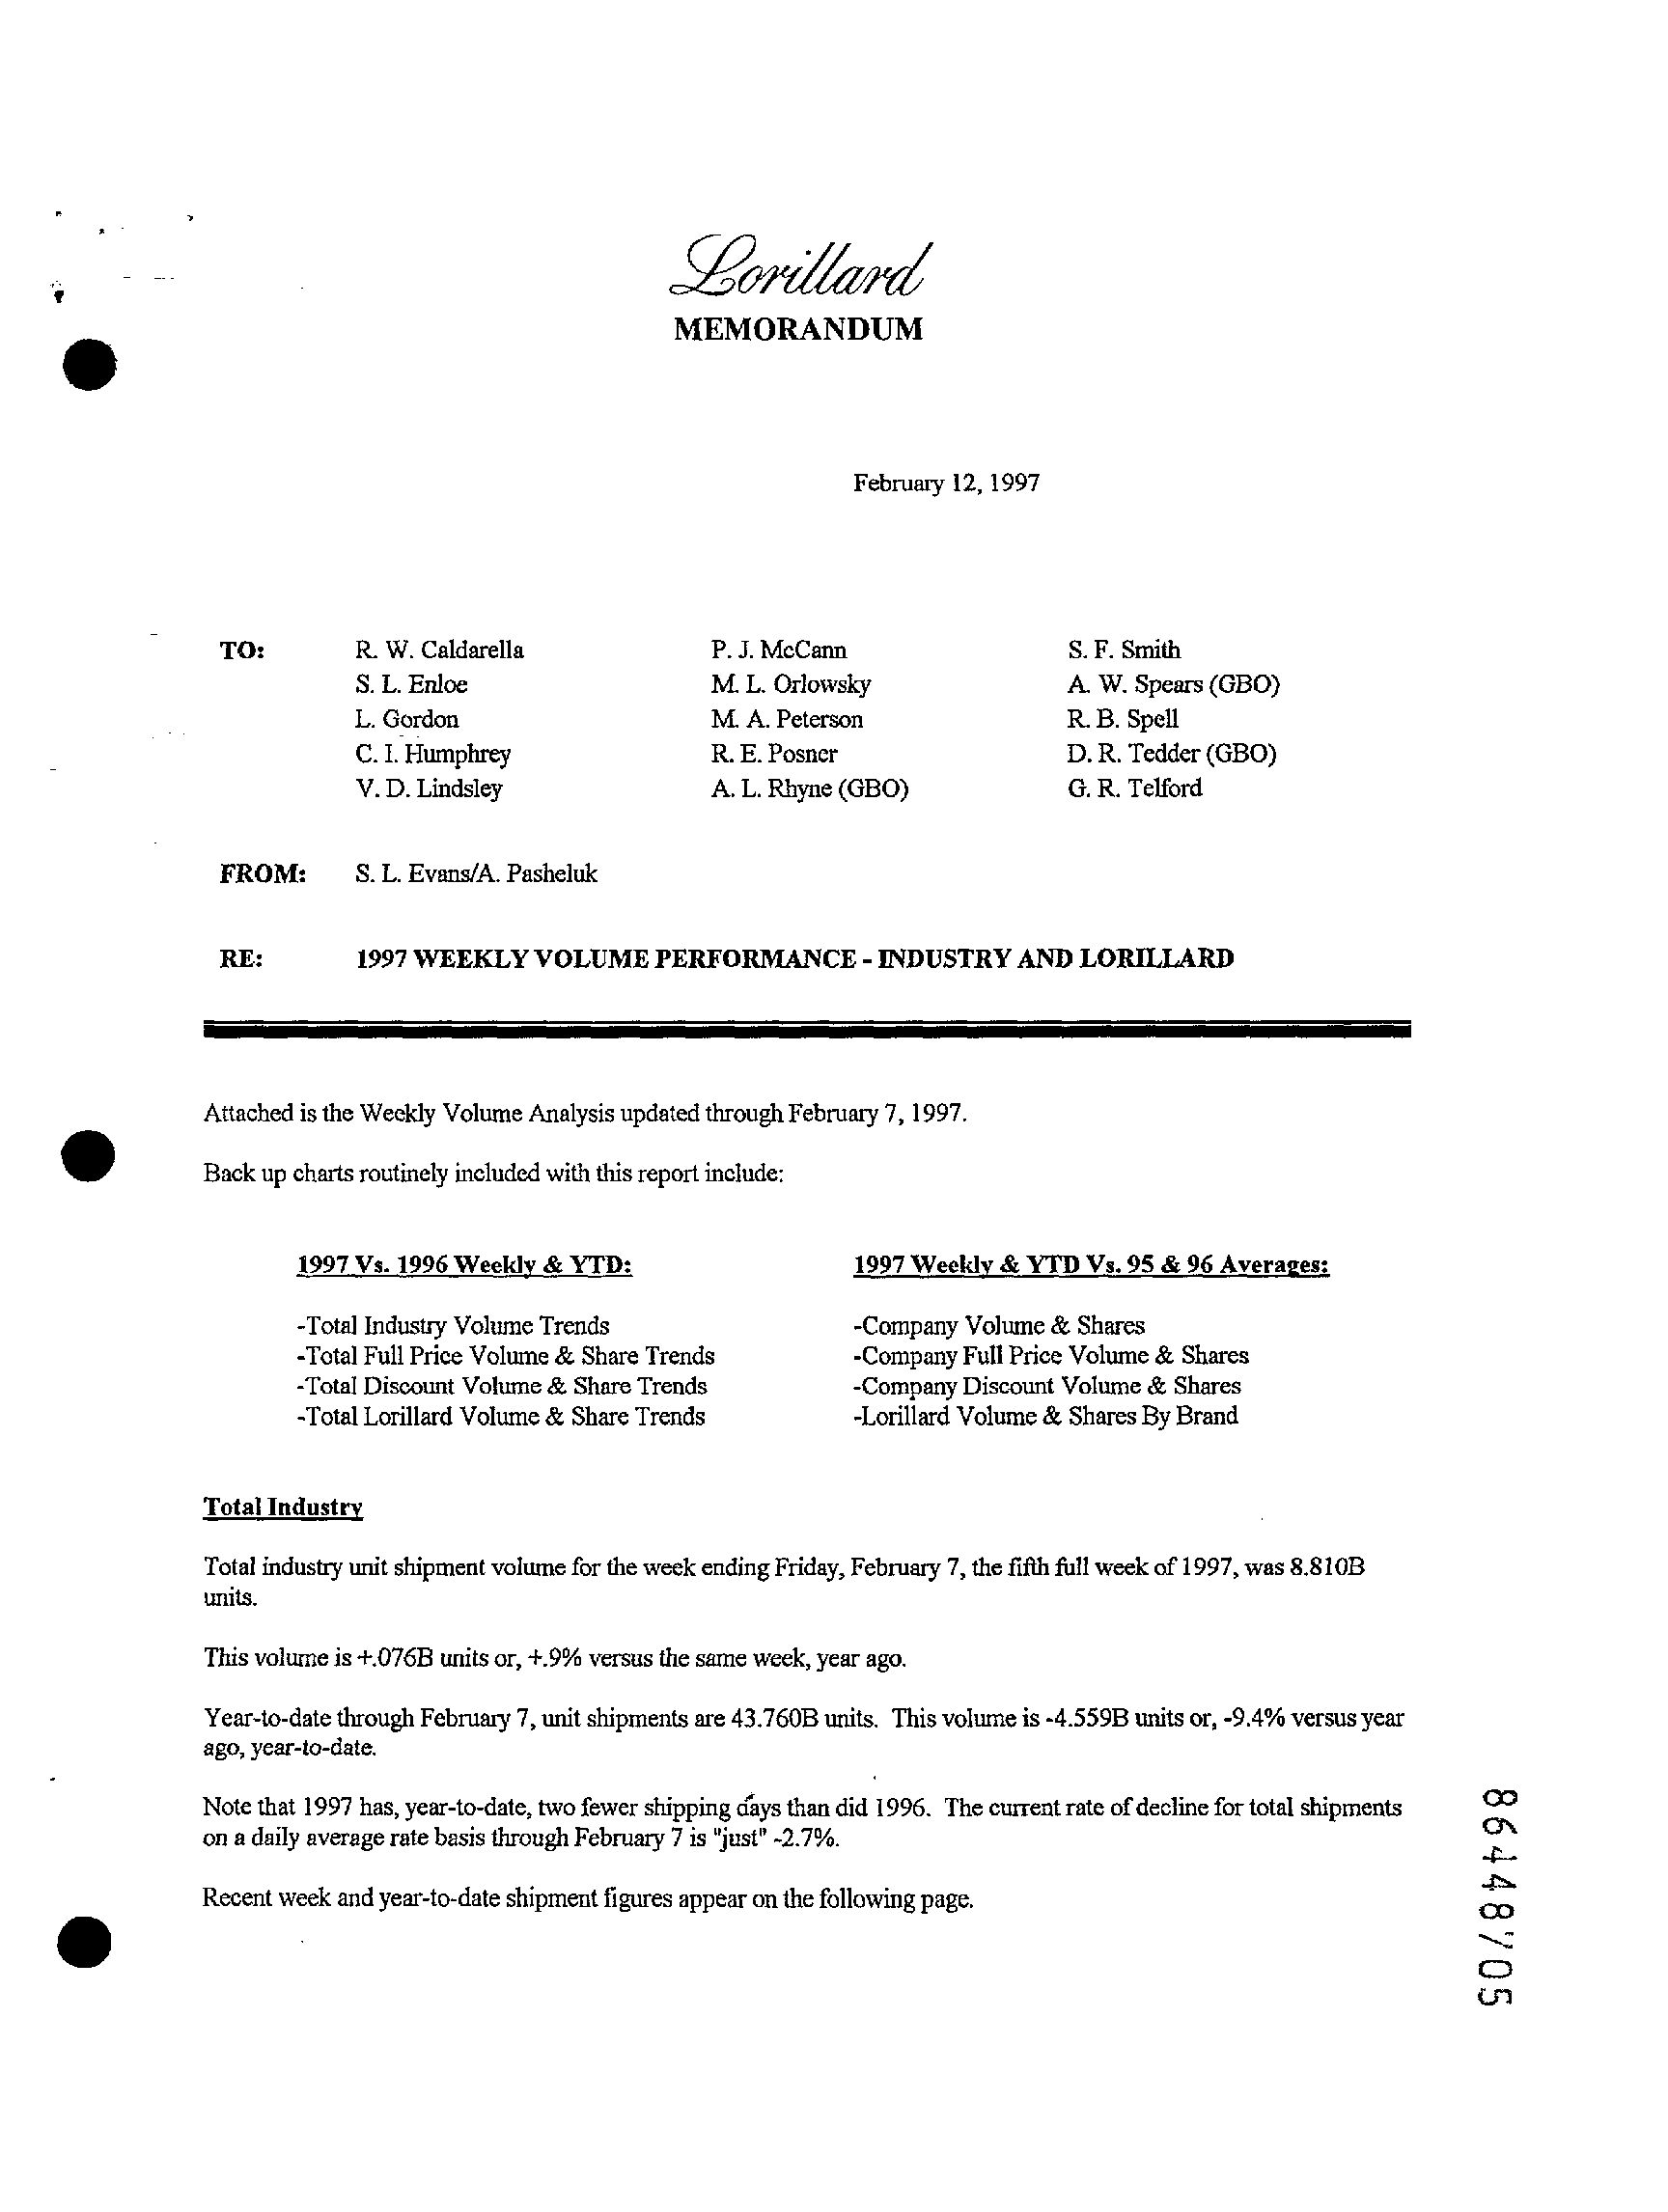 Lorillard
MEMORANDUM
February 12, 1997
TO: R. W. Caldarella P. J. McCann S. F. Smith
S. L. Enloe M. L. Orlowsky A. W. Spears (GBO)
L. Gordon M. A. Peterson R. B. Spell
C. I. Humphrey R. E. Posner D. R. Tedder (GBO)
V. D. Lindsley A. L. Rhyne (GBO) G. R. Telford
FROM: S. L. Evans/A. Pasheluk
RE: 1997 WEEKLY VOLUME PERFORMANCE - INDUSTRY AND LORILLARD
Attached is the Weekly Volume Analysis updated through February 7, 1997.
Back up charts routinely included with this report include:
1997 Vs. 1996 Weekly & YTD: 1997 Weekly & YTD Vs. 95 & 96 Averages:
-Total Industry Volume Trends -Company Volume & Shares
-Total Full Price Volume & Share Trends -Company Full Price Volume & Shares
-Total Discount Volume & Share Trends -Company Discount Volume & Shares
-Total Lorillard Volume & Share Trends -Lorillard Volume & Shares By Brand
Total Industry
Total industry unit shipment volume for the week ending Friday, February 7, the fifth full week of 1997, was 8.810B
units.
This volume is +.076B units or, +.9% versus the same week, year ago.
Year-to-date through February 7, unit shipments are 43.760B units. This volume is -4.559B units or, -9.4% versus year
ago, year-to-date.
Note that 1997 has, year-to-date, two fewer shipping days than did 1996. The current rate of decline for total shipments
on a daily average rate basis through February 7 is "just" -2.7%.
Recent week and year-to-date shipment figures appear on the following page.
86448705